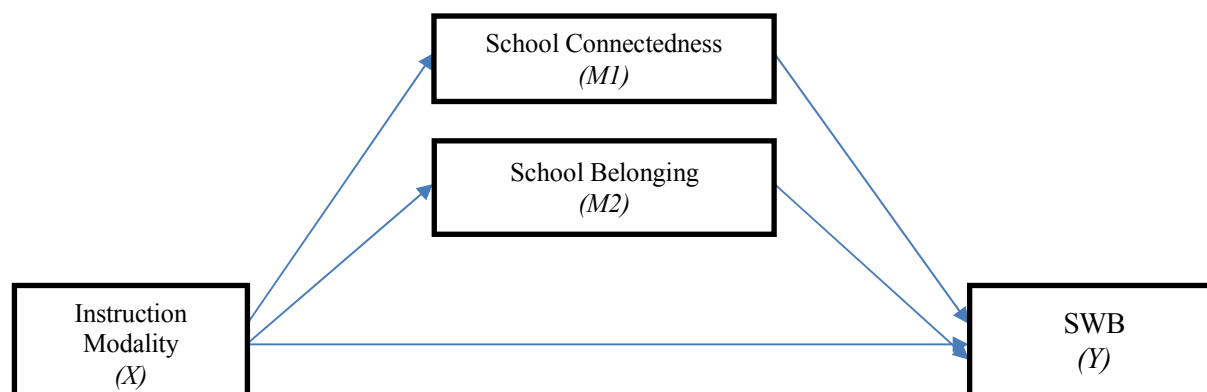 School Connectedness
(M1)
School Belonging
(M2)
Instruction
Modality
(X)
SWB
(Y)